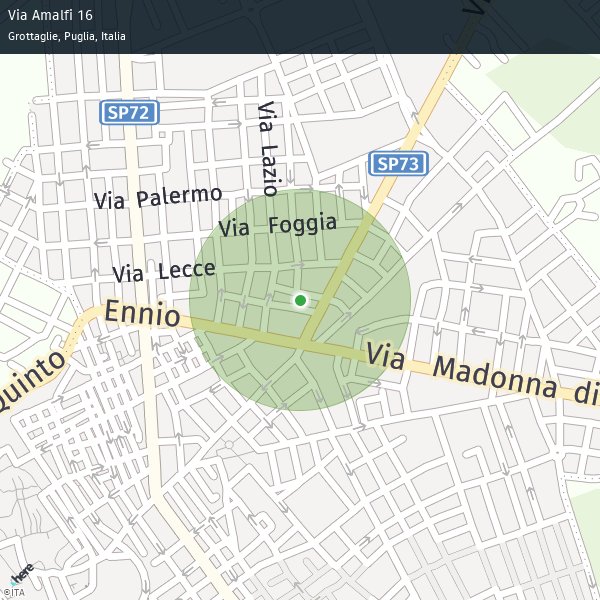 Via Amalfi 16
Grottaglie, Puglia, Italia
SP72
Via Lazio
SP73
Via Palermo
Via Foggia
Via Lecce
Quinto Ennio
Via Madonna di
here
©ITA